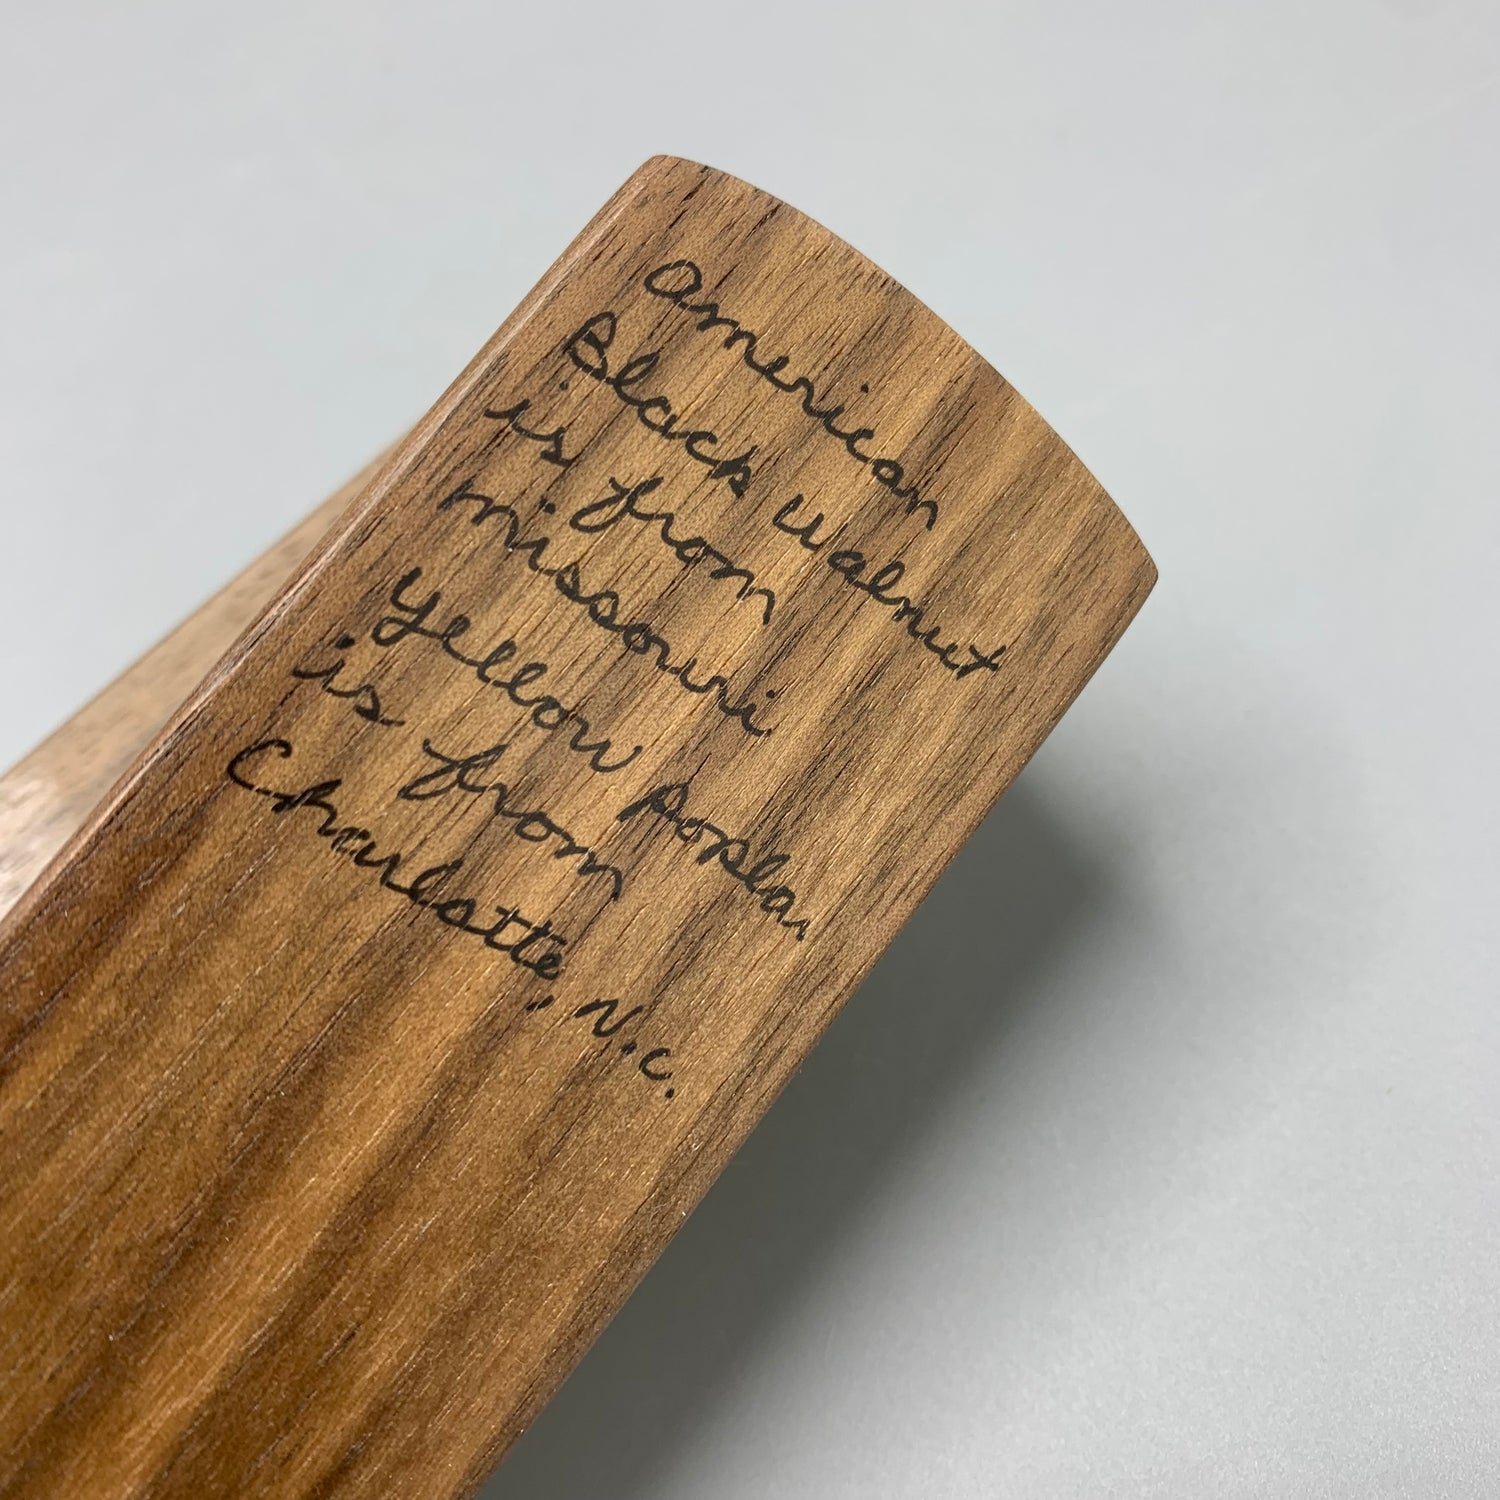 american
Black walnut
is from
missouri
yellow poplar
is from
Charlotte, N.C.